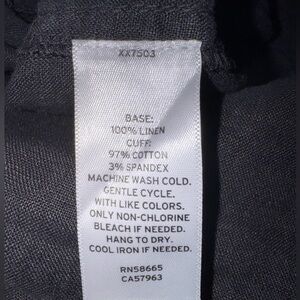 XX7503
BASE:
100% LINEN
CUFF:
97% COTTON
3% SPANDEX
MACHINE WASH COLD.
GENTLE CYCLE.
WITH LIKE COLORS.
ONLY NON-CHLORINE
BLEACH IF NEEDED.
HANG TO DRY.
COOL IRON IF NEEDED.
RN58665
CA57963